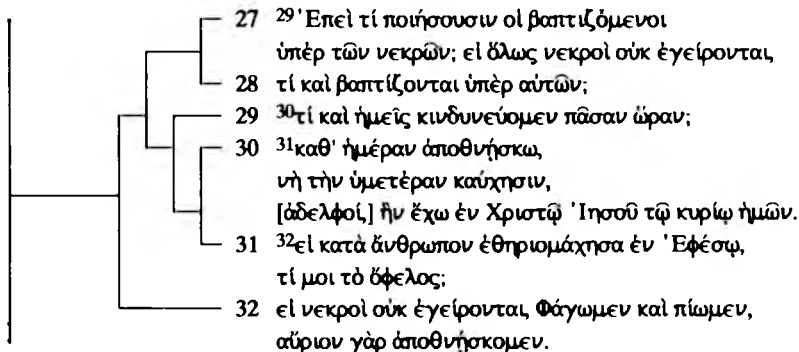 27 ²⁹Ἐπεὶ τί ποιήσουσιν οἱ βαπτιζόμενοι
ὑπὲρ τῶν νεκρῶν; εἰ ὅλως νεκροὶ οὐκ ἐγείρονται,
28 τί καὶ βαπτίζονται ὑπὲρ αὐτῶν;
29 ³⁰τί καὶ ἡμεῖς κινδυνεύομεν πᾶσαν ὥραν;
30 ³¹καθ' ἡμέραν ἀποθνῄσκω,
νὴ τὴν ὑμετέραν καύχησιν,
[ἀδελφοί,] ἣν ἔχω ἐν Χριστῷ Ἰησοῦ τῷ κυρίῳ ἡμῶν.
31 ³²εἰ κατὰ ἄνθρωπον ἐθηριομάχησα ἐν Ἐφέσῳ,
τί μοι τὸ ὄφελος;
32 εἰ νεκροὶ οὐκ ἐγείρονται, Φάγωμεν καὶ πίωμεν,
αὔριον γὰρ ἀποθνῄσκομεν.